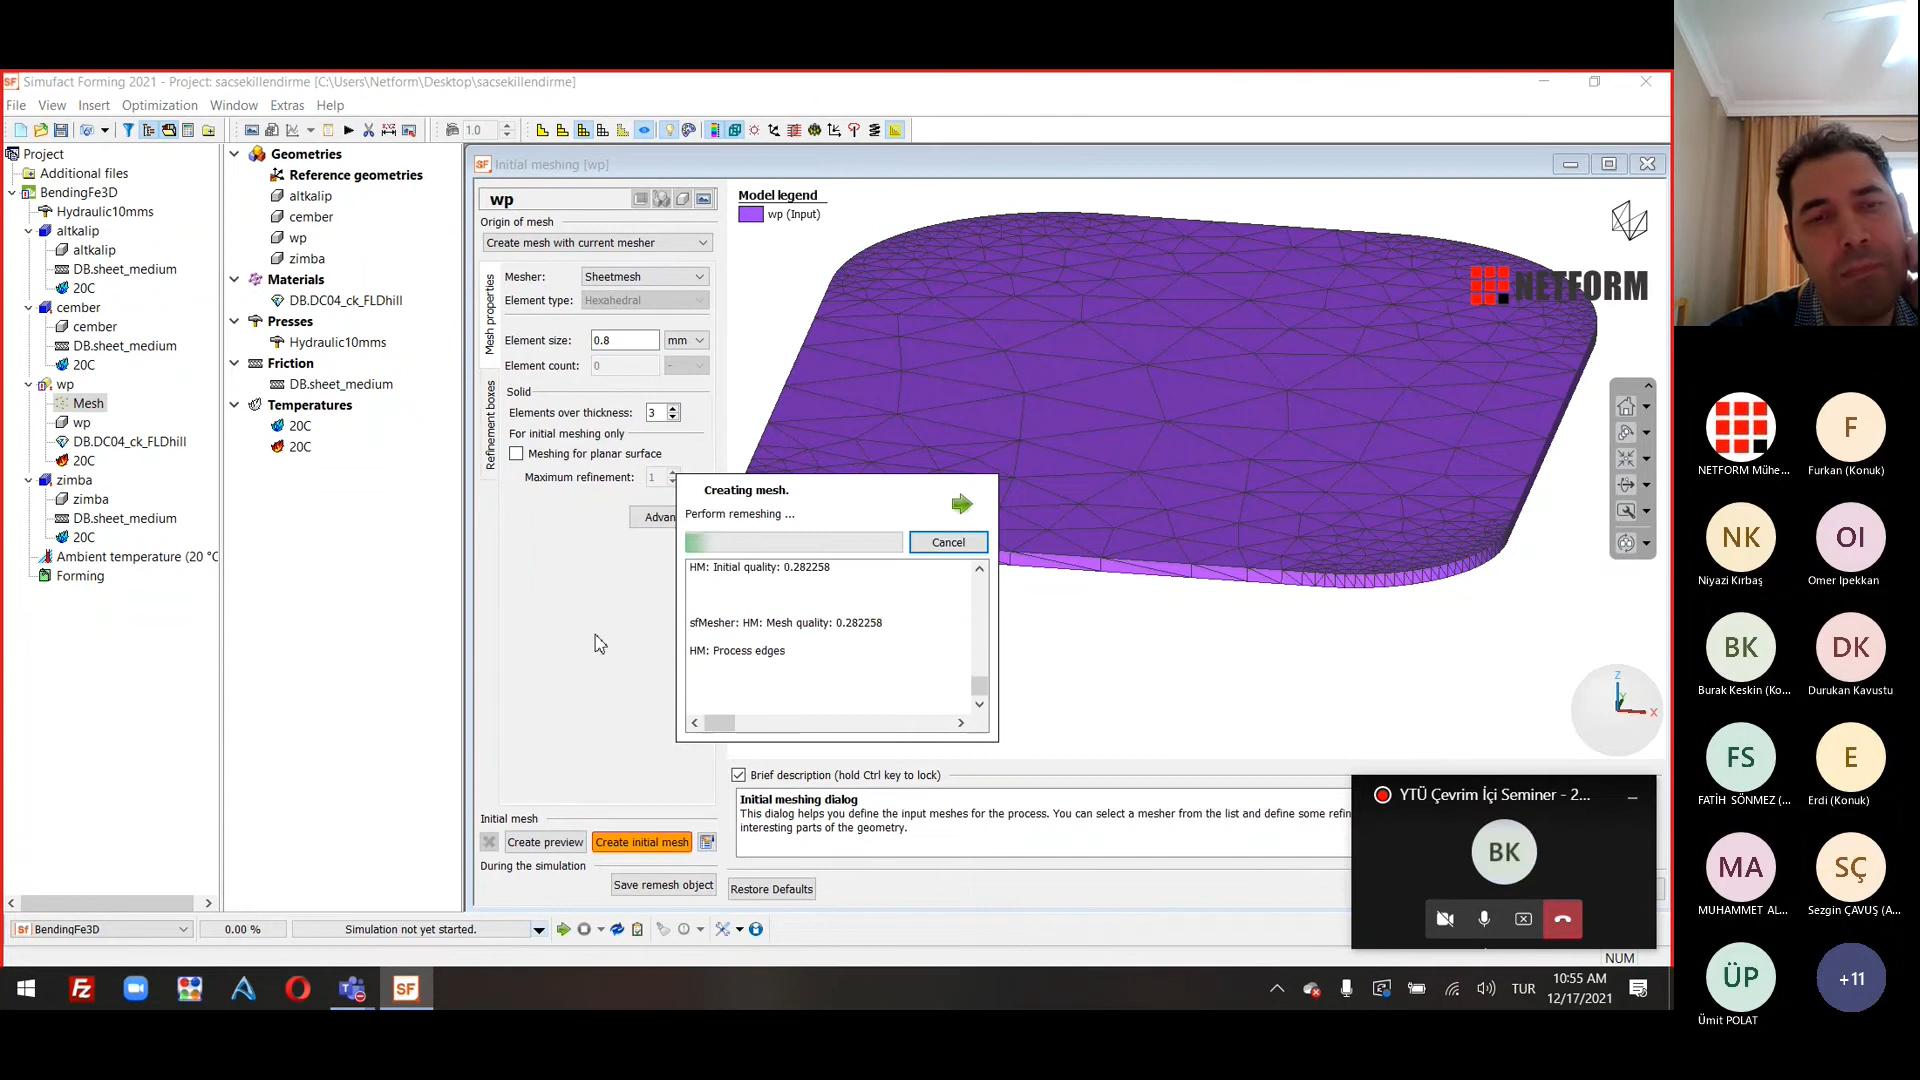 Simufact Forming 2021 - Project: sacsekillendirme [C:\Users\Netform\Desktop\sacsekillendirme]
File View Insert Optimization Window Extras Help
1.0
Project
Additional files
BendingFe3D
Hydraulic10mms
altkalip
altkalip
DB.sheet_medium
20C
cember
cember
DB.sheet_medium
20C
wp
Mesh
wp
DB.DC04_ck_FLDhill
20C
zimba
zimba
DB.sheet_medium
20C
Ambient temperature (20 °C
Forming
Geometries
Reference geometries
altkalip
cember
wp
zimba
Materials
DB.DC04_ck_FLDhill
Presses
Hydraulic10mms
Friction
DB.sheet_medium
Temperatures
20C
20C
Initial meshing [wp]
wp
Origin of mesh
Create mesh with current mesher
Mesh properties
Refinement boxes
Mesher: Sheetmesh
Element type: Hexahedral
Element size: 0.8 mm
Element count: 0 -
Solid
Elements over thickness: 3
For initial meshing only
Meshing for planar surface
Maximum refinement: 1
Advan
Initial mesh
Create preview Create initial mesh
During the simulation
Save remesh object
Model legend
wp (Input)
NETFORM
Creating mesh.
Perform remeshing ...
Cancel
HM: Initial quality: 0.282258
sfMesher: HM: Mesh quality: 0.282258
HM: Process edges
Z
Y
X
Brief description (hold Ctrl key to lock)
Initial meshing dialog
This dialog helps you define the input meshes for the process. You can select a mesher from the list and define some refin
interesting parts of the geometry.
Restore Defaults
YTÜ Çevrim İçi Seminer - 2...
BK
BendingFe3D 0.00 % Simulation not yet started.
NUM
TUR
10:55 AM
12/17/2021
NETFORM Mühe...
F
Furkan (Konuk)
NK
Niyazi Kırbaş
OI
Omer Ipekkan
BK
Burak Keskin (Ko...
DK
Durukan Kavustu
FS
FATİH SÖNMEZ (...
E
Erdi (Konuk)
MA
MUHAMMET AL...
SÇ
Sezgin ÇAVUŞ (A...
ÜP
Ümit POLAT
+11